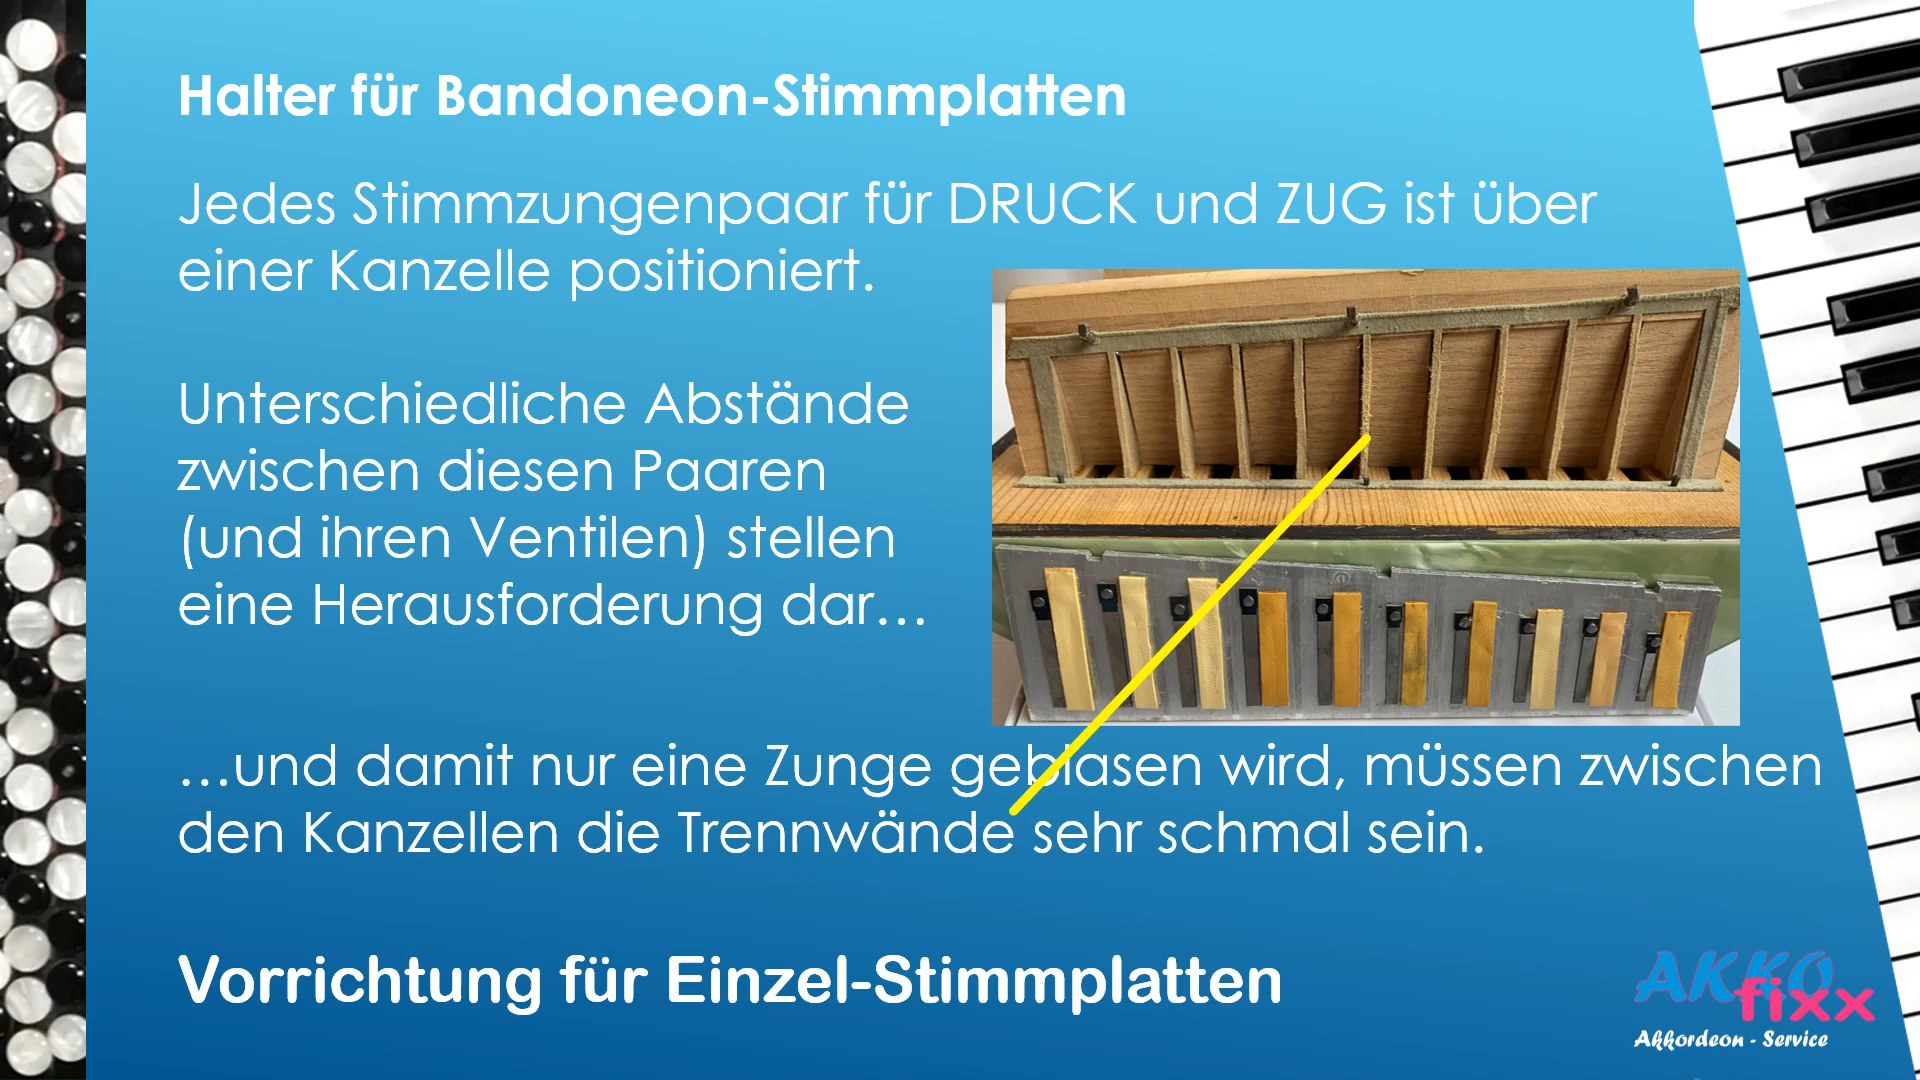 Halter für Bandoneon-Stimmplatten
Jedes Stimmzungenpaar für DRUCK und ZUG ist über
einer Kanzelle positioniert.
Unterschiedliche Abstände
zwischen diesen Paaren
(und ihren Ventilen) stellen
eine Herausforderung dar…
…und damit nur eine Zunge geblasen wird, müssen zwischen
den Kanzellen die Trennwände sehr schmal sein.
Vorrichtung für Einzel-Stimmplatten
AKKO
fixx
Akkordeon - Service